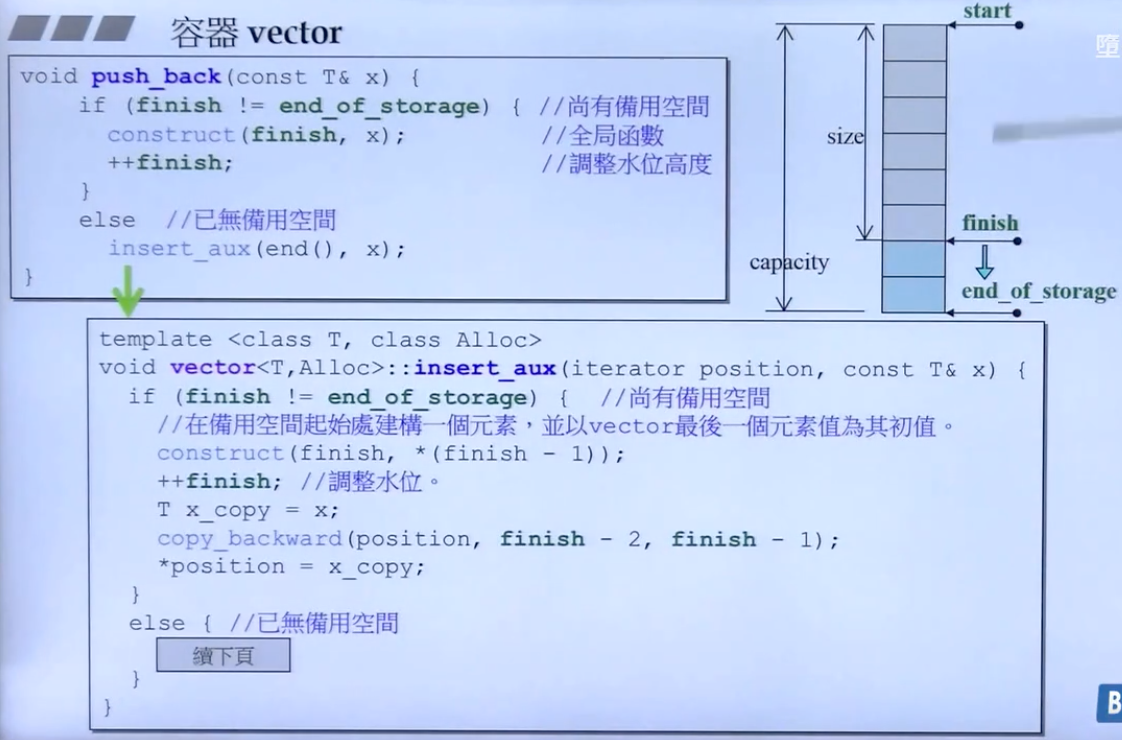 容器 vector
void push_back(const T& x) {
if (finish != end_of_storage) { //尚有備用空間
construct(finish, x); //全局函數
++finish; //調整水位高度
}
else //已無備用空間
insert_aux(end(), x);
}
start
size
finish
capacity
end_of_storage
template <class T, class Alloc>
void vector<T,Alloc>::insert_aux(iterator position, const T& x) {
if (finish != end_of_storage) { //尚有備用空間
//在備用空間起始處建構一個元素，並以vector最後一個元素值為其初值。
construct(finish, *(finish - 1));
++finish; //調整水位。
T x_copy = x;
copy_backward(position, finish - 2, finish - 1);
*position = x_copy;
}
else { //已無備用空間
續下頁
}
}
B